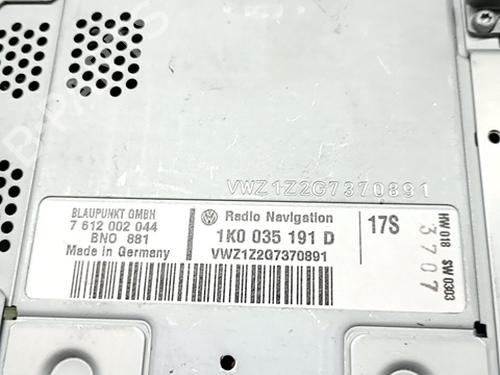 VWZ1Z2G7370891
BLAUPUNKT GMBH
7 612 002 044
BNO 881
Made in Germany
Radio Navigation
1K0 035 191 D
VWZ1Z2G7370891
17S
HW 018 SW 0303
3707